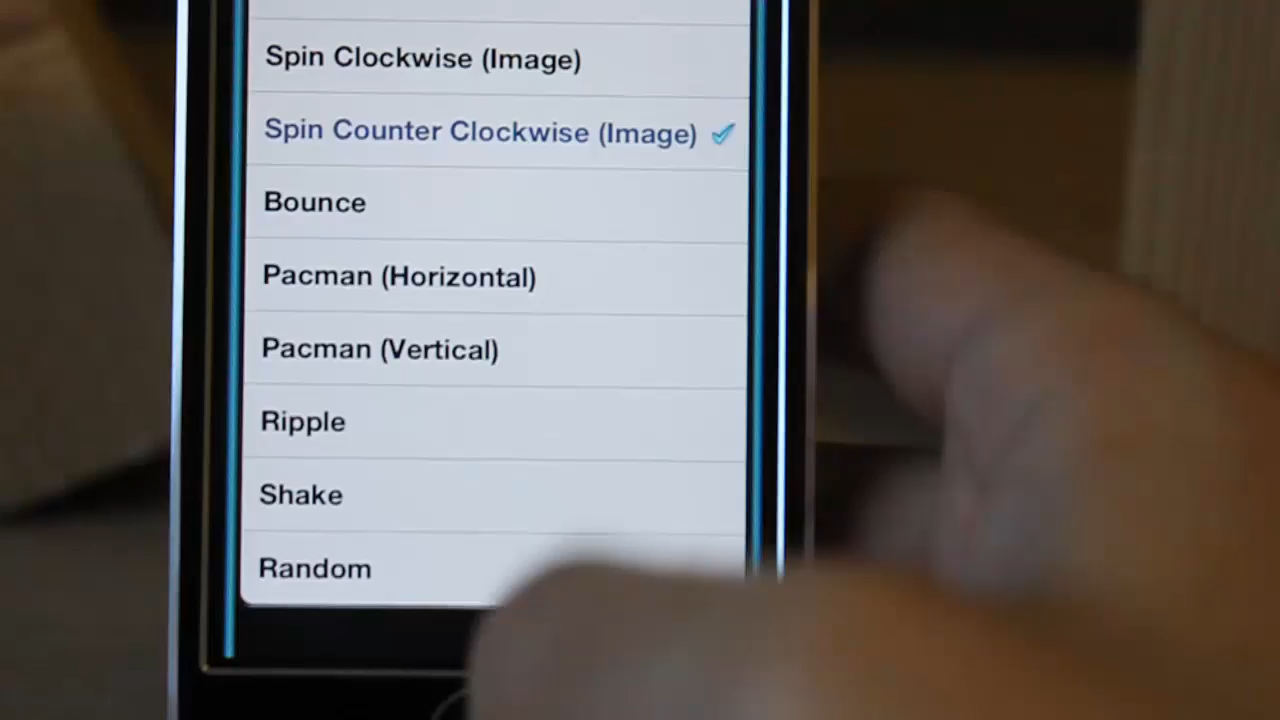 Spin Clockwise (Image)
Spin Counter Clockwise (Image)
Bounce
Pacman (Horizontal)
Pacman (Vertical)
Ripple
Shake
Random